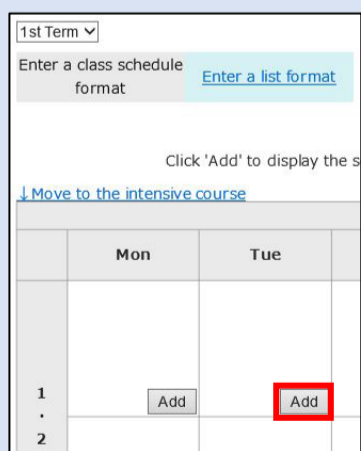 1st Term
Enter a class schedule format
Enter a list format
Click 'Add' to display the s
↓Move to the intensive course
Mon Tue
1 Add Add
·
2